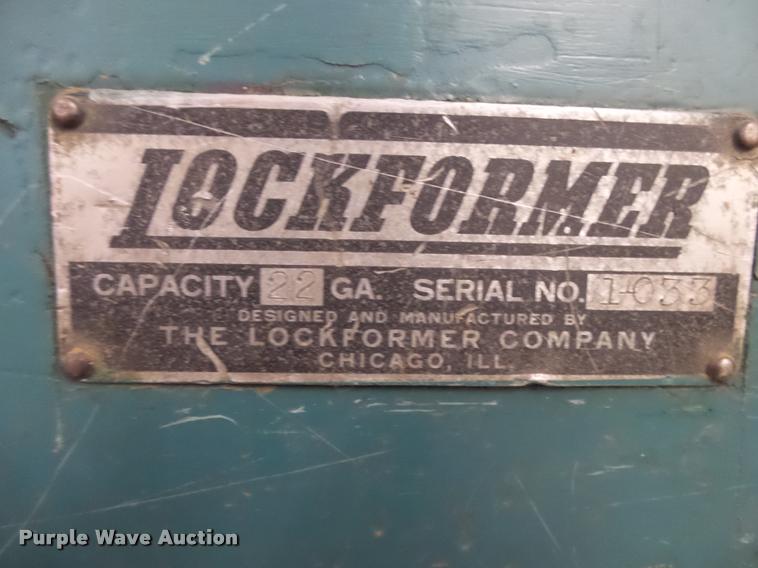 LOCKFORMER
CAPACITY 22 GA. SERIAL NO. 1-033
DESIGNED AND MANUFACTURED BY
THE LOCKFORMER COMPANY
CHICAGO, ILL.
Purple Wave Auction